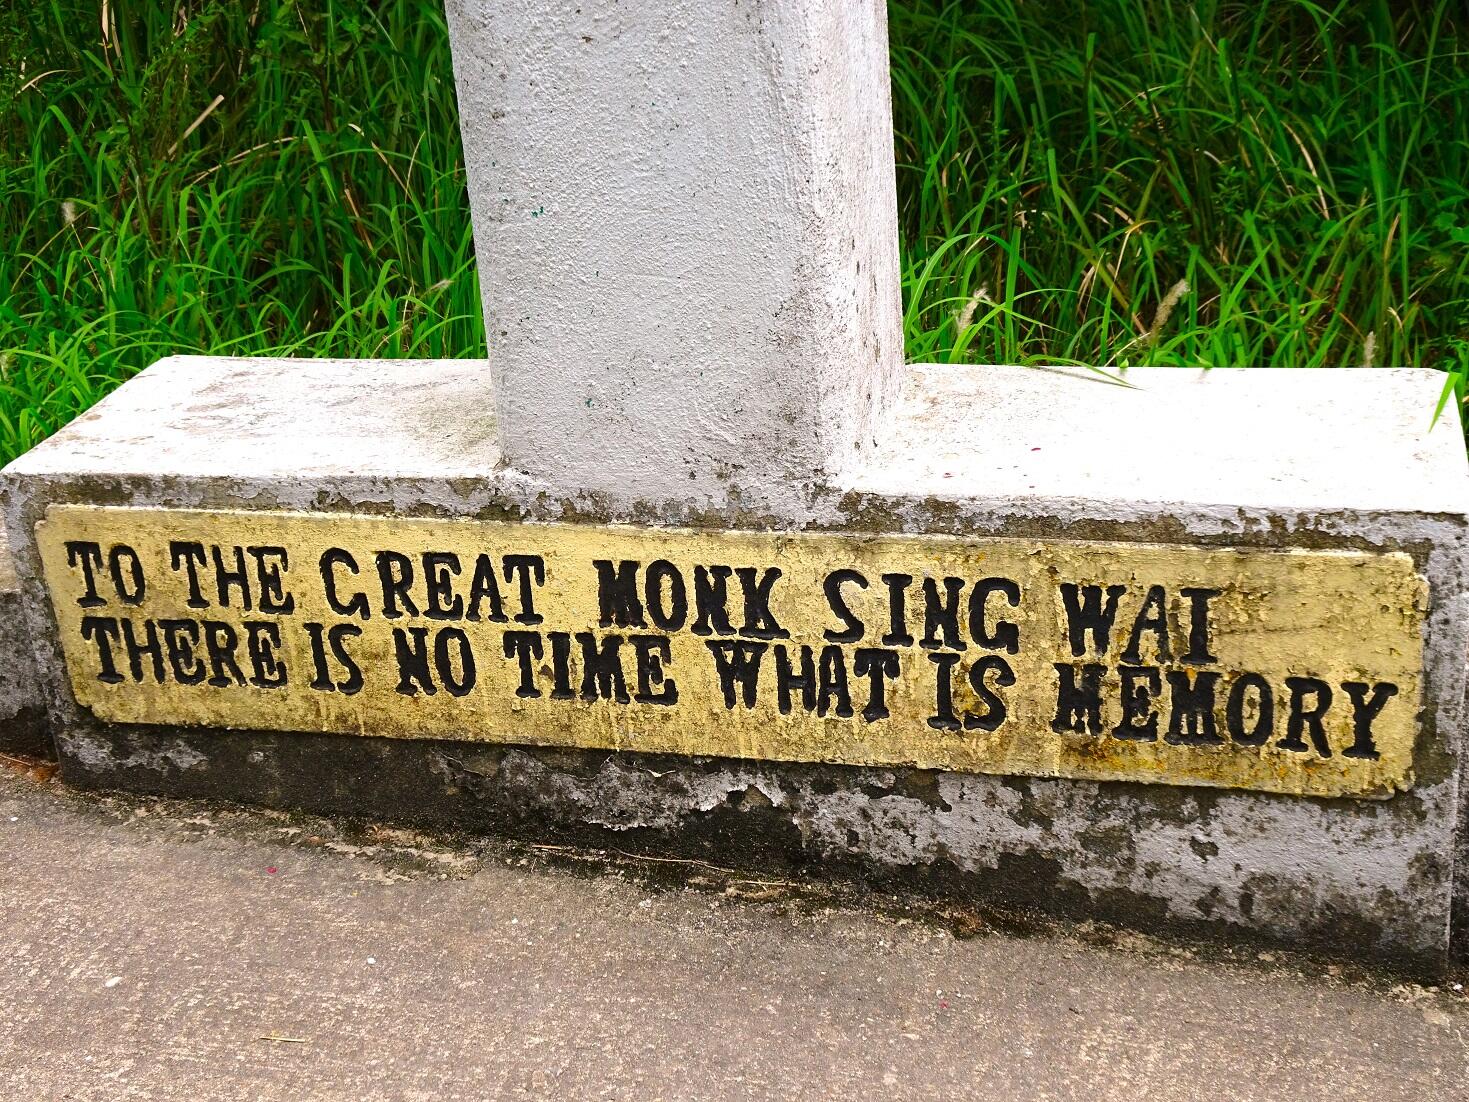 TO THE GREAT MONK SING WAI
THERE IS NO TIME WHAT IS MEMORY